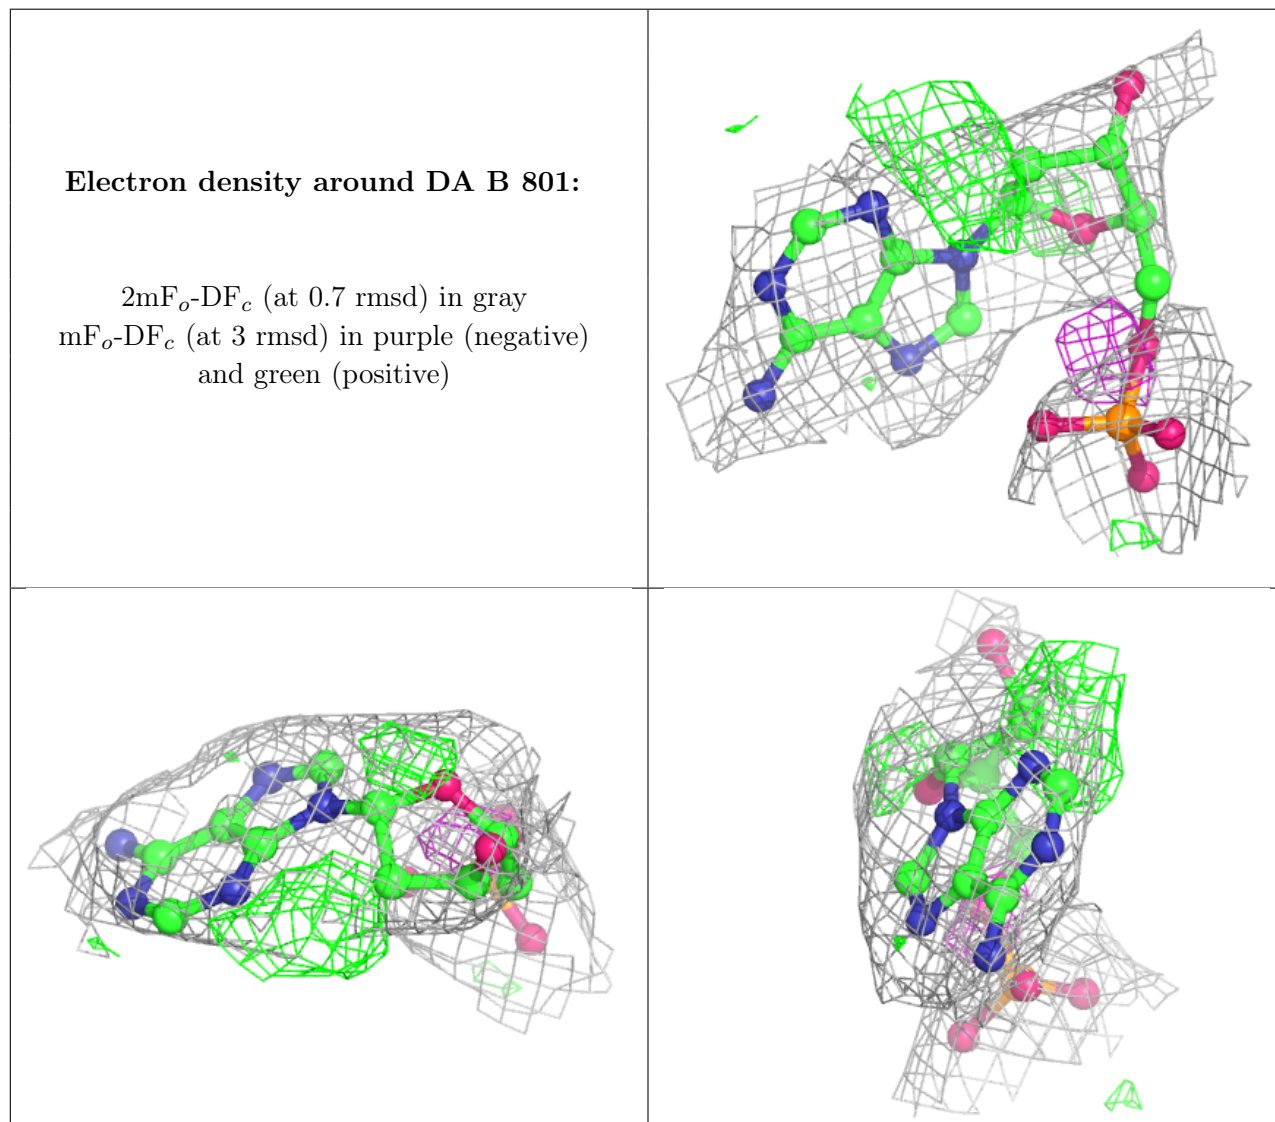 Electron density around DA B 801:
2mFo-DFc (at 0.7 rmsd) in gray
mFo-DFc (at 3 rmsd) in purple (negative)
and green (positive)